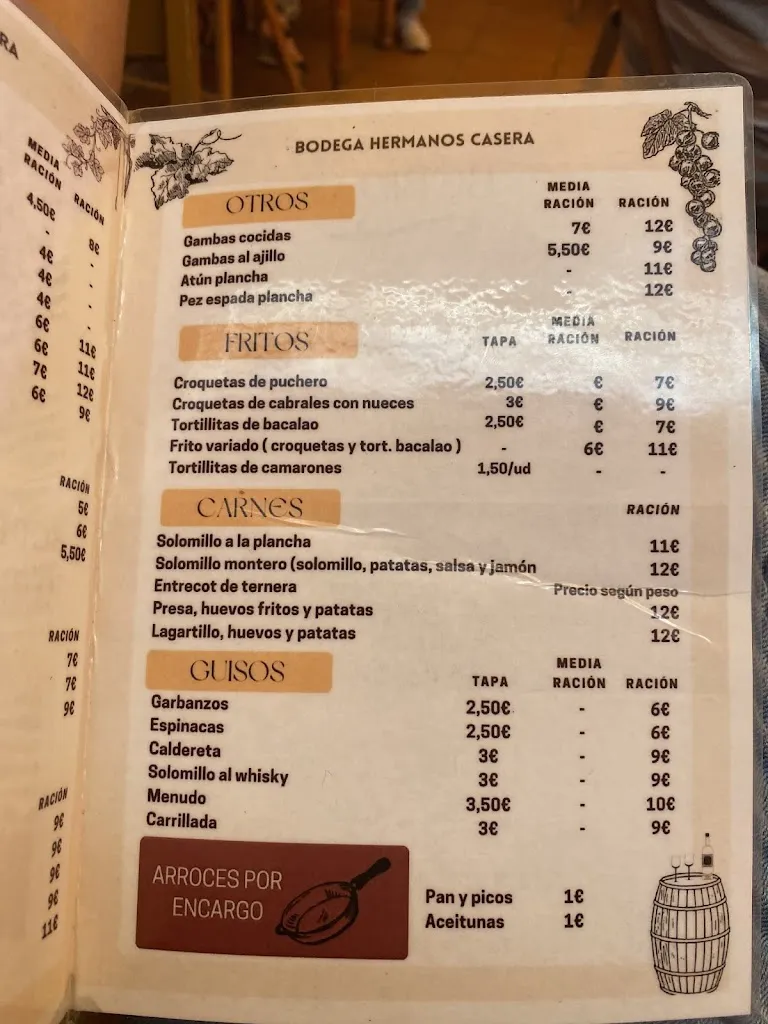 RA
MEDIA
RACIÓN RACIÓN
4,50€ 8€
- -
4€ -
4€ -
4€ -
6€ 11€
6€ 11€
7€ 12€
6€ 9€
RACIÓN
5€
6€
5,50€
RACIÓN
7€
7€
9€
RACIÓN
9€
9€
9€
9€
11€
BODEGA HERMANOS CASERA
OTROS MEDIA RACIÓN RACIÓN
Gambas cocidas 7€ 12€
Gambas al ajillo 5,50€ 9€
Atún plancha - 11€
Pez espada plancha - 12€
FRITOS TAPA MEDIA RACIÓN RACIÓN
Croquetas de puchero 2,50€ € 7€
Croquetas de cabrales con nueces 3€ € 9€
Tortillitas de bacalao 2,50€ € 7€
Frito variado ( croquetas y tort. bacalao ) - 6€ 11€
Tortillitas de camarones 1,50/ud - -
CARNES RACIÓN
Solomillo a la plancha 11€
Solomillo montero (solomillo, patatas, salsa y jamón 12€
Entrecot de ternera Precio según peso
Presa, huevos fritos y patatas 12€
Lagartillo, huevos y patatas 12€
GUISOS TAPA MEDIA RACIÓN RACIÓN
Garbanzos 2,50€ - 6€
Espinacas 2,50€ - 6€
Caldereta 3€ - 9€
Solomillo al whisky 3€ - 9€
Menudo 3,50€ - 10€
Carrillada 3€ - 9€
ARROCES POR
ENCARGO
Pan y picos 1€
Aceitunas 1€